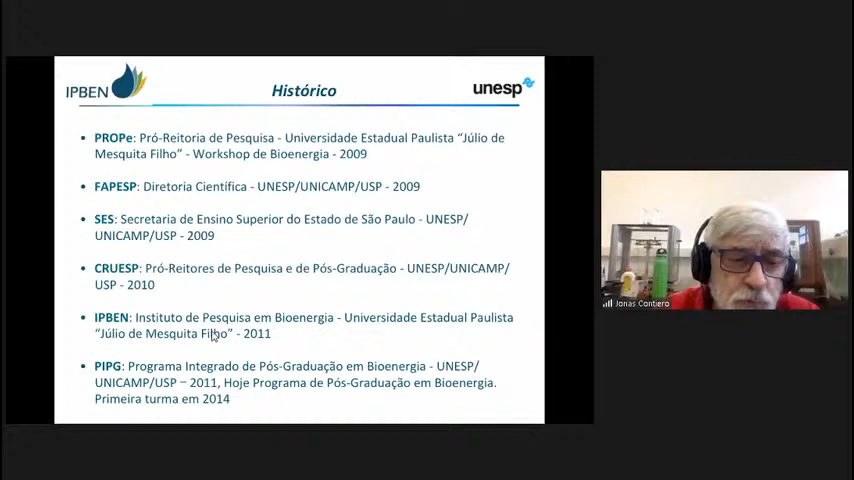 IPBEN
Histórico
unesp
• PROPe: Pró-Reitoria de Pesquisa - Universidade Estadual Paulista “Júlio de
Mesquita Filho” - Workshop de Bioenergia - 2009
• FAPESP: Diretoria Científica - UNESP/UNICAMP/USP - 2009
• SES: Secretaria de Ensino Superior do Estado de São Paulo - UNESP/
UNICAMP/USP - 2009
• CRUESP: Pró-Reitores de Pesquisa e de Pós-Graduação - UNESP/UNICAMP/
USP - 2010
• IPBEN: Instituto de Pesquisa em Bioenergia - Universidade Estadual Paulista
“Júlio de Mesquita Filho” - 2011
• PIPG: Programa Integrado de Pós-Graduação em Bioenergia - UNESP/
UNICAMP/USP – 2011, Hoje Programa de Pós-Graduação em Bioenergia.
Primeira turma em 2014
Jonas Contiero